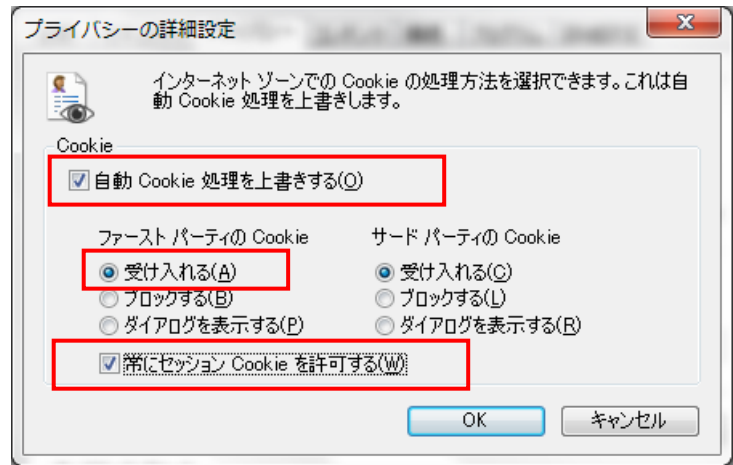 プライバシーの詳細設定
インターネット ゾーンでの Cookie の処理方法を選択できます。これは自
動 Cookie 処理を上書きします。
Cookie
自動 Cookie 処理を上書きする(O)
ファースト パーティの Cookie
サード パーティの Cookie
受け入れる(A)
受け入れる(C)
ブロックする(B)
ブロックする(L)
ダイアログを表示する(P)
ダイアログを表示する(R)
常にセッション Cookie を許可する(W)
OK
キャンセル